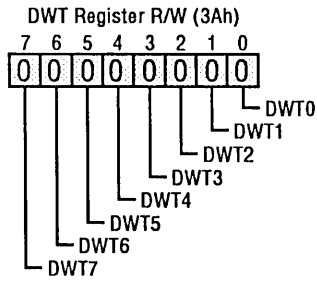 DWT Register R/W (3Ah)
7 6 5 4 3 2 1 0
0 0 0 0 0 0 0 0
DWT0
DWT1
DWT2
DWT3
DWT4
DWT5
DWT6
DWT7